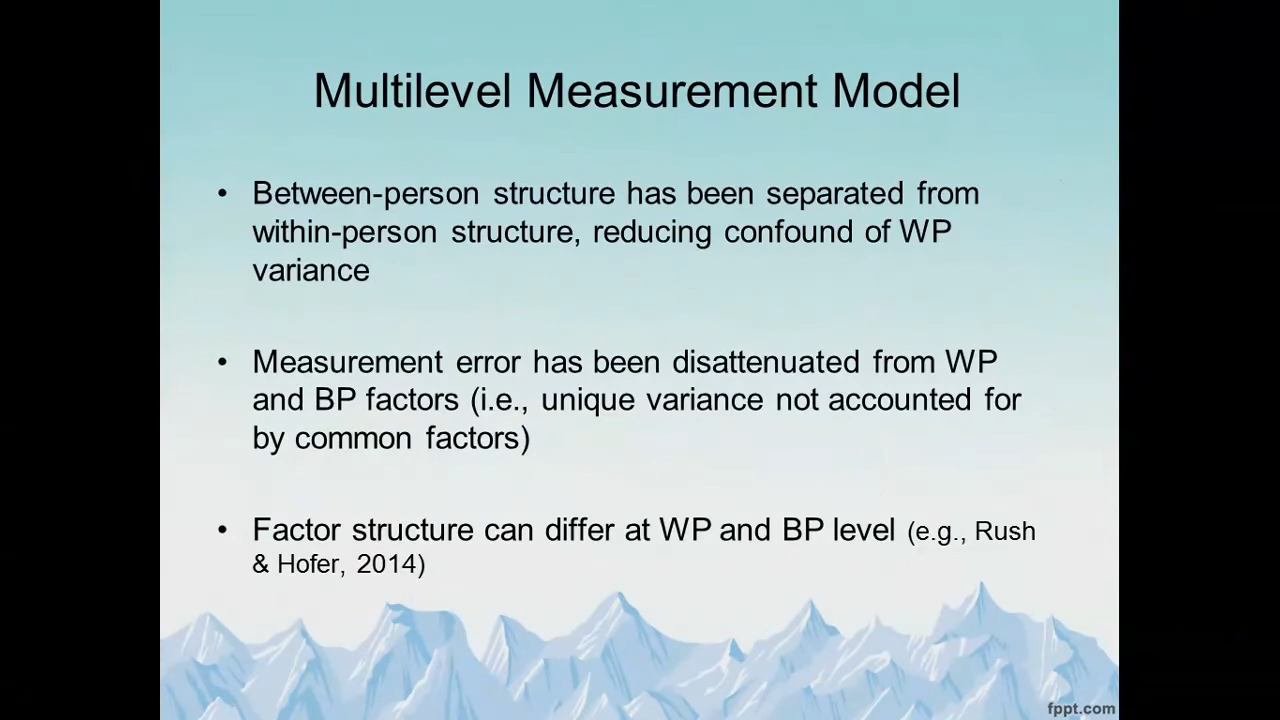 Multilevel Measurement Model
• Between-person structure has been separated from
within-person structure, reducing confound of WP
variance
• Measurement error has been disattenuated from WP
and BP factors (i.e., unique variance not accounted for
by common factors)
• Factor structure can differ at WP and BP level (e.g., Rush
& Hofer, 2014)
fppt.com